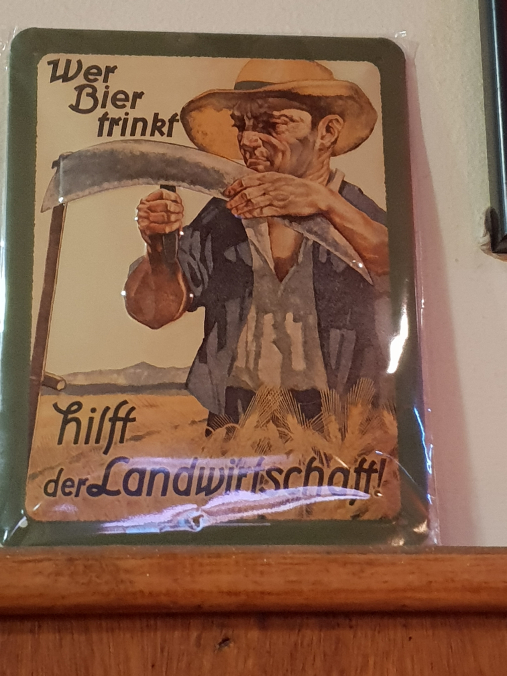 Wer
Bier
trinkt
hilft
der Landwirtschaft!